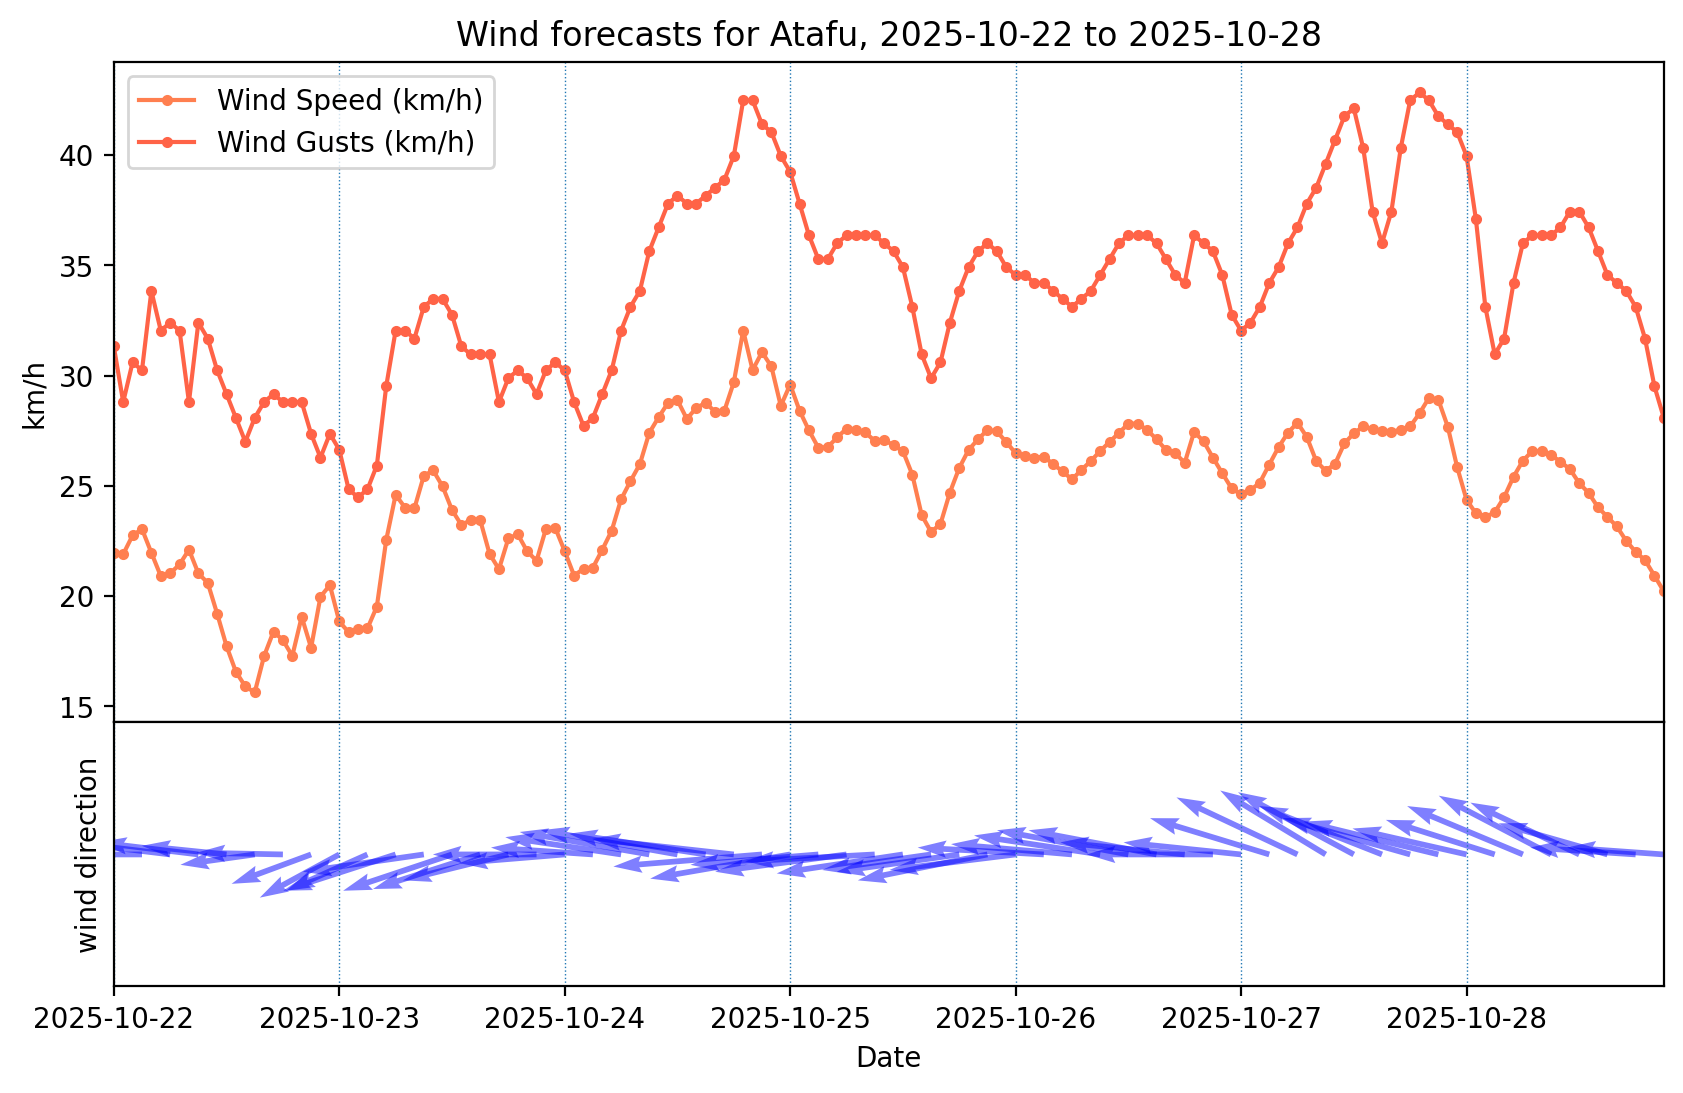 Wind forecasts for Atafu, 2025-10-22 to 2025-10-28
Wind Speed (km/h)
Wind Gusts (km/h)
40
35
30
25
20
15
km/h
wind direction
2025-10-22 2025-10-23 2025-10-24 2025-10-25 2025-10-26 2025-10-27 2025-10-28
Date